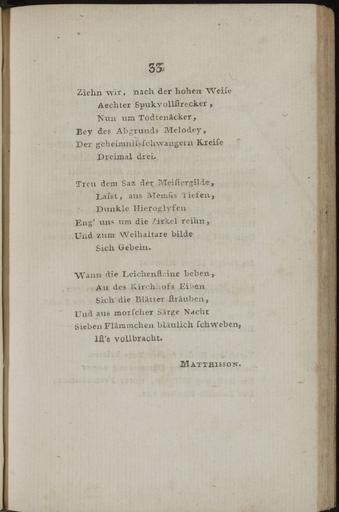 33
Ziehn wir, nach der hohen Weiſe
Aechter Spukvollſtrecker,
Nun um Todtenäcker,
Bey des Abgrunds Melodey,
Der geheimniſsſchwangern Kreiſe
Dreimal drei.
Treu dem Saz der Meiſtergilde,
Laſst, aus Memfis Tiefen,
Dunkle Hieroglyfen
Eng' uns um die Zirkel reihn,
Und zum Weihaltare bilde
Sich Gebein.
Wann die Leichenſteine beben,
An des Kirchhofs Eiben
Sich die Blätter ſträuben,
Und aus morſcher Särge Nacht
Sieben Flämmchen bläulich ſchweben,
Iſt's vollbracht.
MATTHISSON.